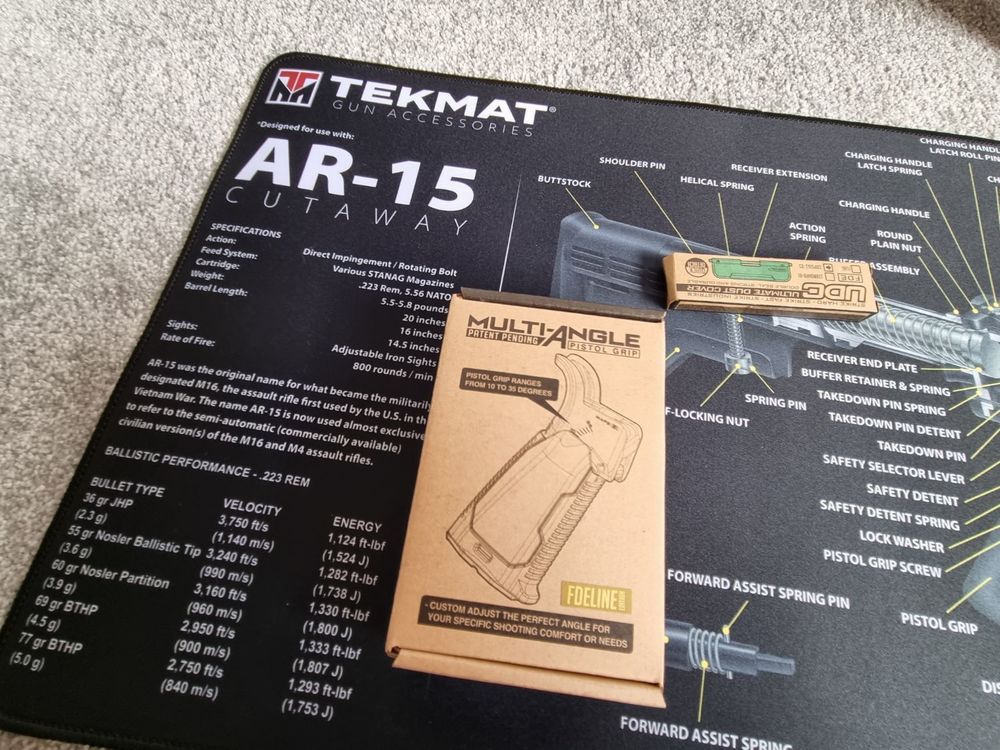 TEKMAT®
GUN ACCESSORIES
*Designed for use with:
AR-15
CUTAWAY
SPECIFICATIONS
Action: Direct Impingement / Rotating Bolt
Feed System: Various STANAG Magazines
Cartridge: .223 Rem, 5.56 NATO
Weight: 5.5-5.8 pounds
Barrel Length: 20 inches
16 inches
14.5 inches
Sights: Adjustable Iron Sights
Rate of Fire: 800 rounds / min
AR-15 was the original name for what became the militarily
designated M16, the assault rifle first used by the U.S. in th
Vietnam War. The name AR-15 is now used almost exclusive
to refer to the semi-automatic (commercially available)
civilian version(s) of the M16 and M4 assault rifles.
BALLISTIC PERFORMANCE - .223 REM
BULLET TYPE VELOCITY ENERGY
36 gr JHP 3,750 ft/s 1,124 ft-lbf
(2.3 g) (1,140 m/s) (1,524 J)
55 gr Nosler Ballistic Tip 3,240 ft/s 1,282 ft-lbf
(3.6 g) (990 m/s) (1,738 J)
60 gr Nosler Partition 3,160 ft/s 1,330 ft-lbf
(3.9 g) (960 m/s) (1,800 J)
69 gr BTHP 2,950 ft/s 1,333 ft-lbf
(4.5 g) (900 m/s) (1,807 J)
77 gr BTHP 2,750 ft/s 1,293 ft-lbf
(5.0 g) (840 m/s) (1,753 J)
MULTI-ANGLE
PATENT PENDING PISTOL GRIP
PISTOL GRIP RANGES
FROM 10 TO 35 DEGREES
FDELINE
- CUSTOM ADJUST THE PERFECT ANGLE FOR
YOUR SPECIFIC SHOOTING COMFORT OR NEEDS
UDC
ULTIMATE DUST COVER
STRIKE HARD - STRIKE FAST - STRIKE INDUSTRIES
FDE
BUTTSTOCK
SHOULDER PIN
HELICAL SPRING
RECEIVER EXTENSION
ACTION
SPRING
CHARGING HANDLE
LATCH SPRING
CHARGING HANDL
LATCH ROLL PIN
CH
CHARGING HANDLE
ROUND
PLAIN NUT
BUFFER ASSEMBLY
RECEIVER END PLATE
BUFFER RETAINER & SPRING
TAKEDOWN PIN SPRING
TAKEDOWN PIN DETENT
TAKEDOWN PIN
SAFETY SELECTOR LEVER
SAFETY DETENT
SAFETY DETENT SPRING
LOCK WASHER
PISTOL GRIP SCREW
PISTOL GRIP
SPRING PIN
F-LOCKING NUT
FORWARD ASSIST SPRING PIN
FORWARD ASSIST SPRING
DIS